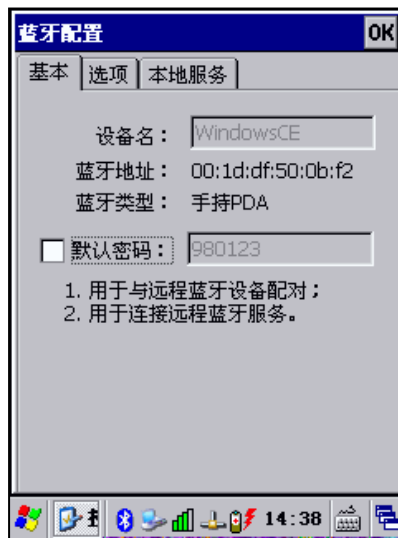 蓝牙配置 OK
基本 选项 本地服务
设备名： WindowsCE
蓝牙地址： 00:1d:df:50:0b:f2
蓝牙类型： 手持PDA
默认密码： 980123
1. 用于与远程蓝牙设备配对；
2. 用于连接远程蓝牙服务。
14:38